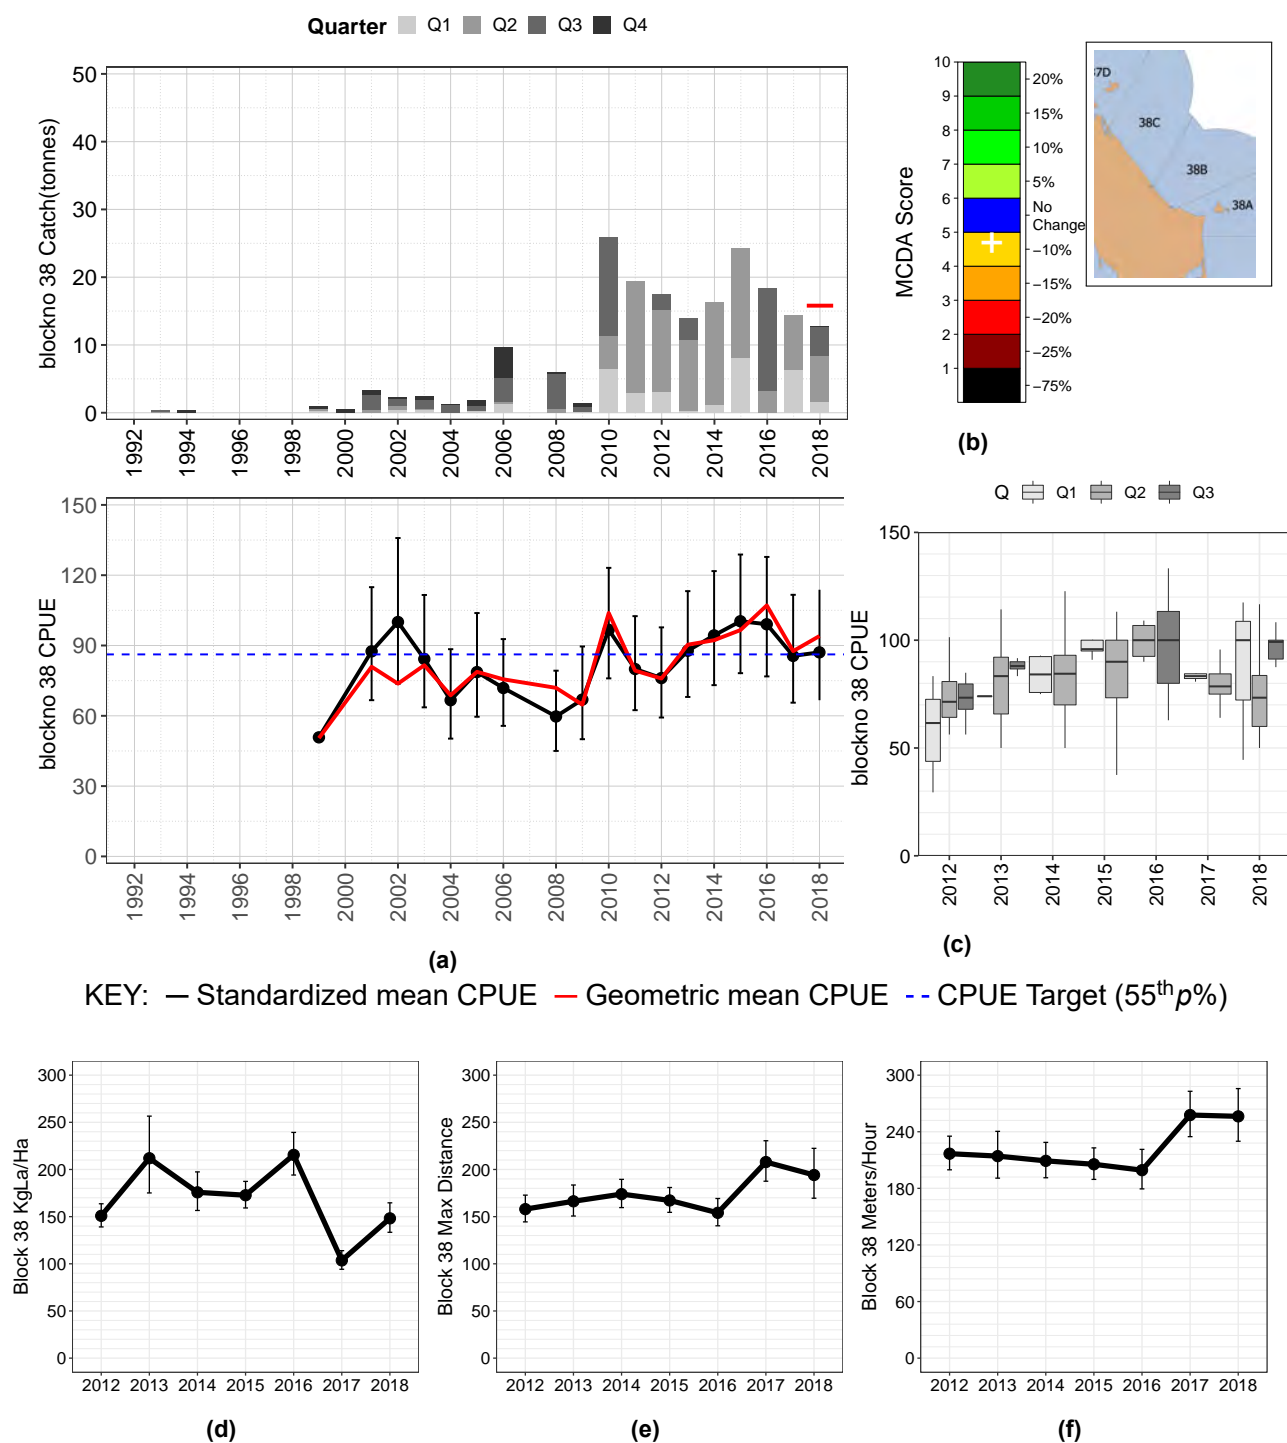 Quarter Q1 Q2 Q3 Q4
blockno 38 Catch(tonnes)
50
40
30
20
10
0
1992 1994 1996 1998 2000 2002 2004 2006 2008 2010 2012 2014 2016 2018
blockno 38 CPUE
150
120
90
60
30
0
1992 1994 1996 1998 2000 2002 2004 2006 2008 2010 2012 2014 2016 2018
(a)
MCDA Score
10
9
8
7
6
5
4
3
2
1
20%
15%
10%
5%
No
Change
−10%
−15%
−20%
−25%
−75%
(b)
37D
38C
38B
38A
Q Q1 Q2 Q3
blockno 38 CPUE
150
100
50
0
2012 2013 2014 2015 2016 2017 2018
(c)
KEY: Standardized mean CPUE Geometric mean CPUE CPUE Target (55th p%)
Block 38 KgLa/Ha
300
250
200
150
100
50
0
2012 2013 2014 2015 2016 2017 2018
(d)
Block 38 Max Distance
300
250
200
150
100
50
0
2012 2013 2014 2015 2016 2017 2018
(e)
Block 38 Meters/Hour
300
240
180
120
60
0
2012 2013 2014 2015 2016 2017 2018
(f)